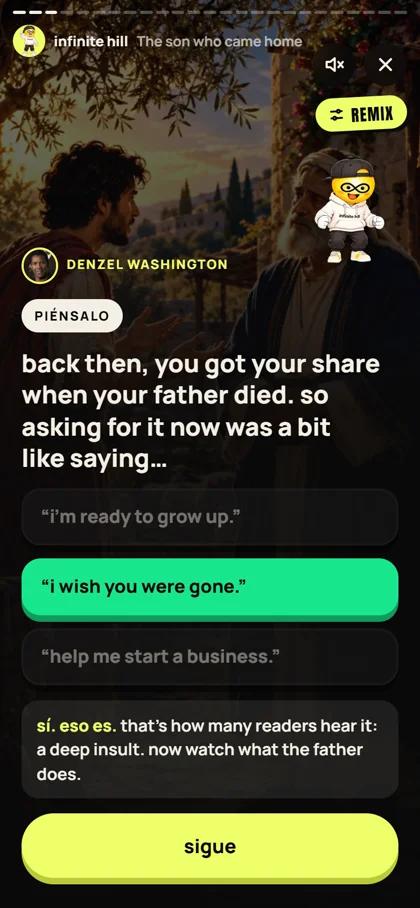 infinite hill The son who came home
REMIX
infinite hill
DENZEL WASHINGTON
PIÉNSALO
back then, you got your share
when your father died. so
asking for it now was a bit
like saying…
“i’m ready to grow up.”
“i wish you were gone.”
“help me start a business.”
sí. eso es. that’s how many readers hear it:
a deep insult. now watch what the father
does.
sigue